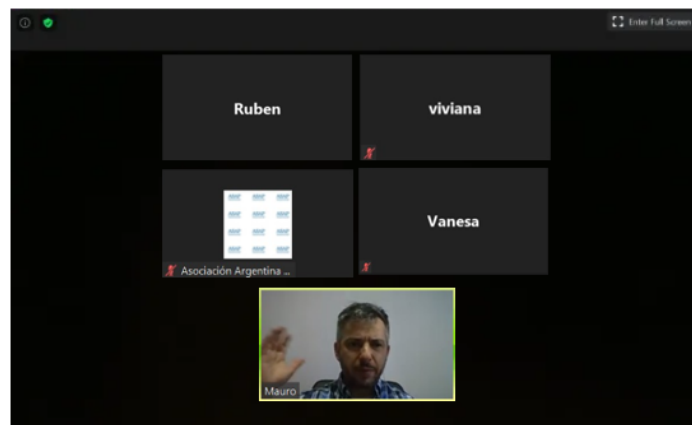 Enter Full Screen
Ruben
viviana
Asociación Argentina ...
Vanesa
Mauro